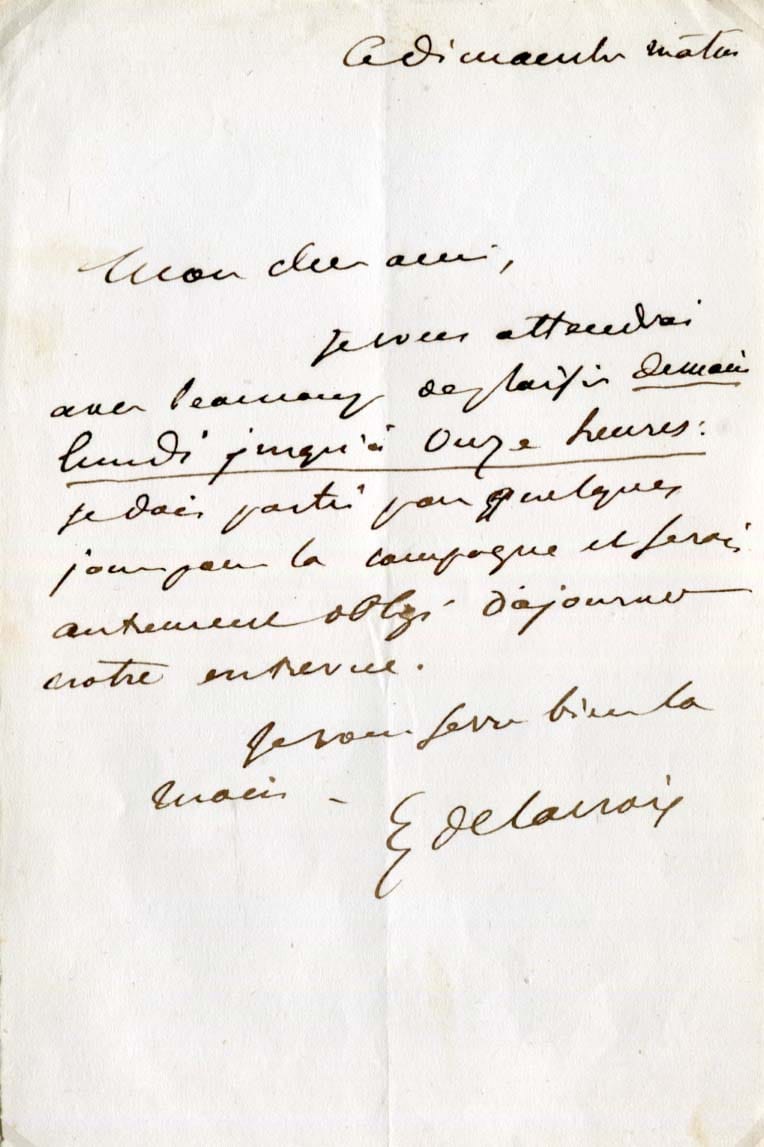 Ce dimanche matin
Mon cher ami,
Je vous attendrai
avec beaucoup de plaisir demain
lundi jusqu'à onze heures:
je dois partir pour quelques
jours pour la campagne et serais
autrement obligé d'ajourner
notre entrevue.
Je vous serre bien la
main –
E Delacroix